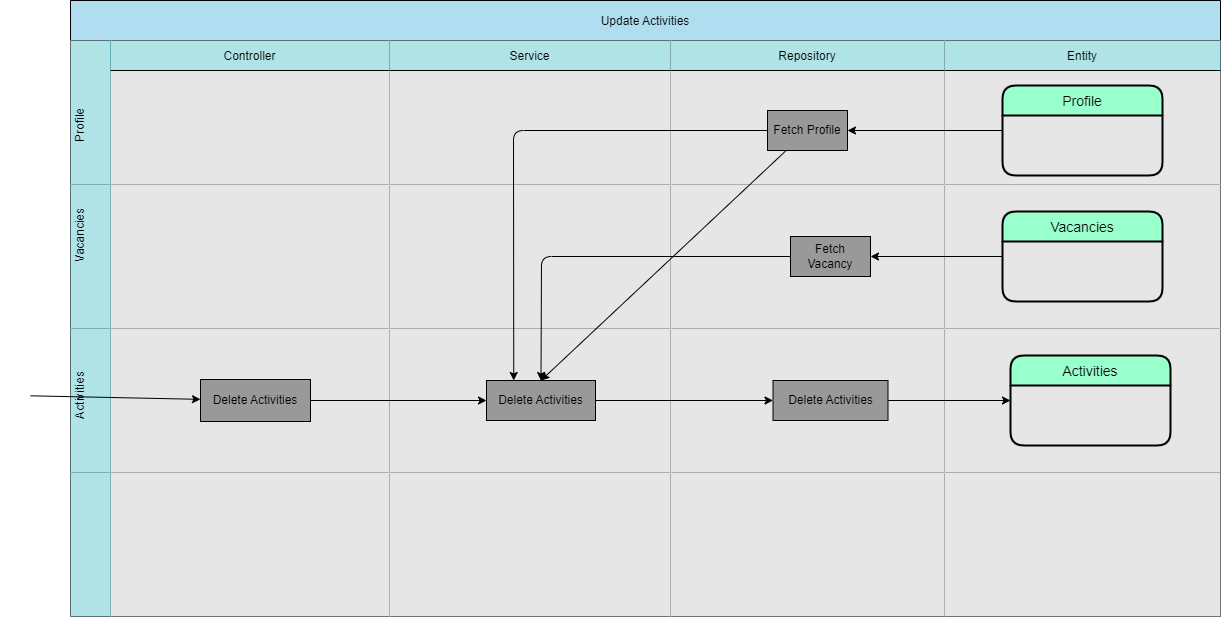 Update Activities
Controller
Service
Repository
Entity
Profile
Fetch Profile
Profile
Vacancies
Fetch
Vacancy
Vacancies
Activities
Delete Activities
Delete Activities
Delete Activities
Activities